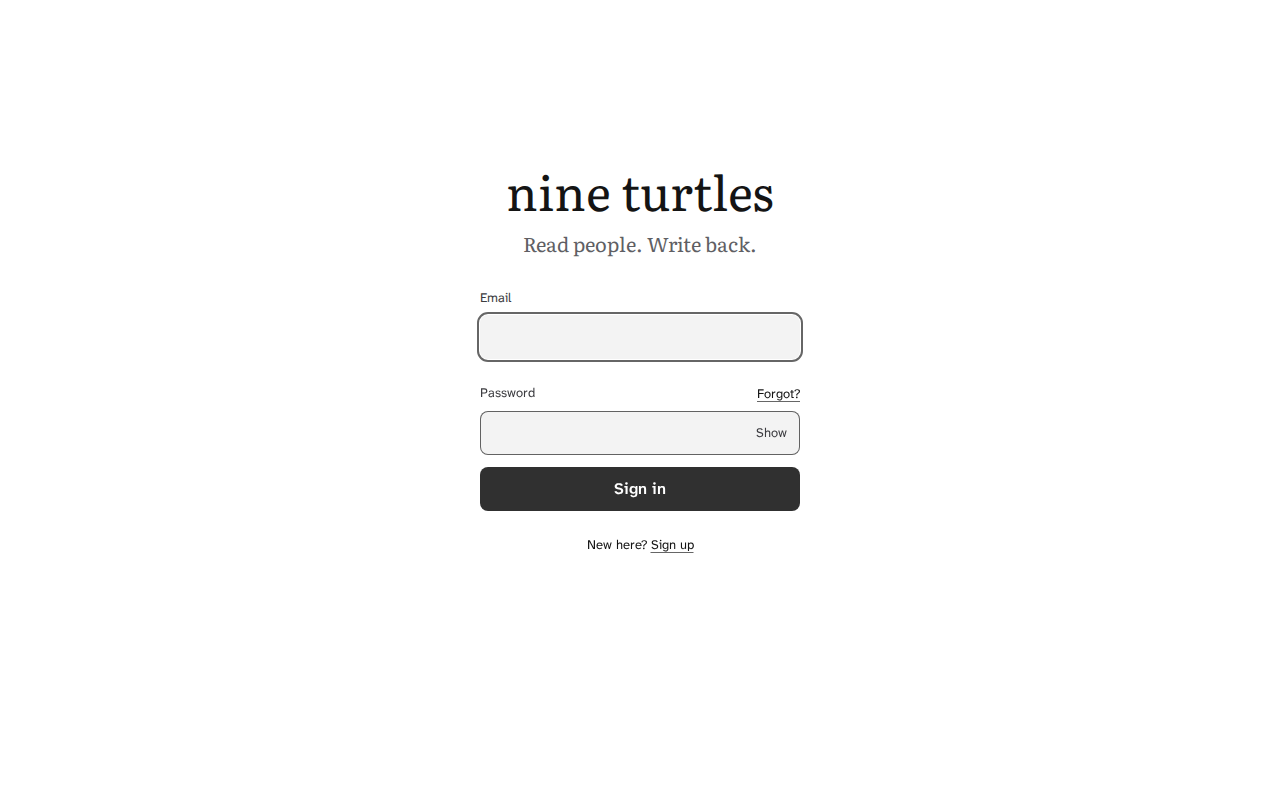 nine turtles
Read people. Write back.
Email
Password
Forgot?
Show
Sign in
New here? Sign up